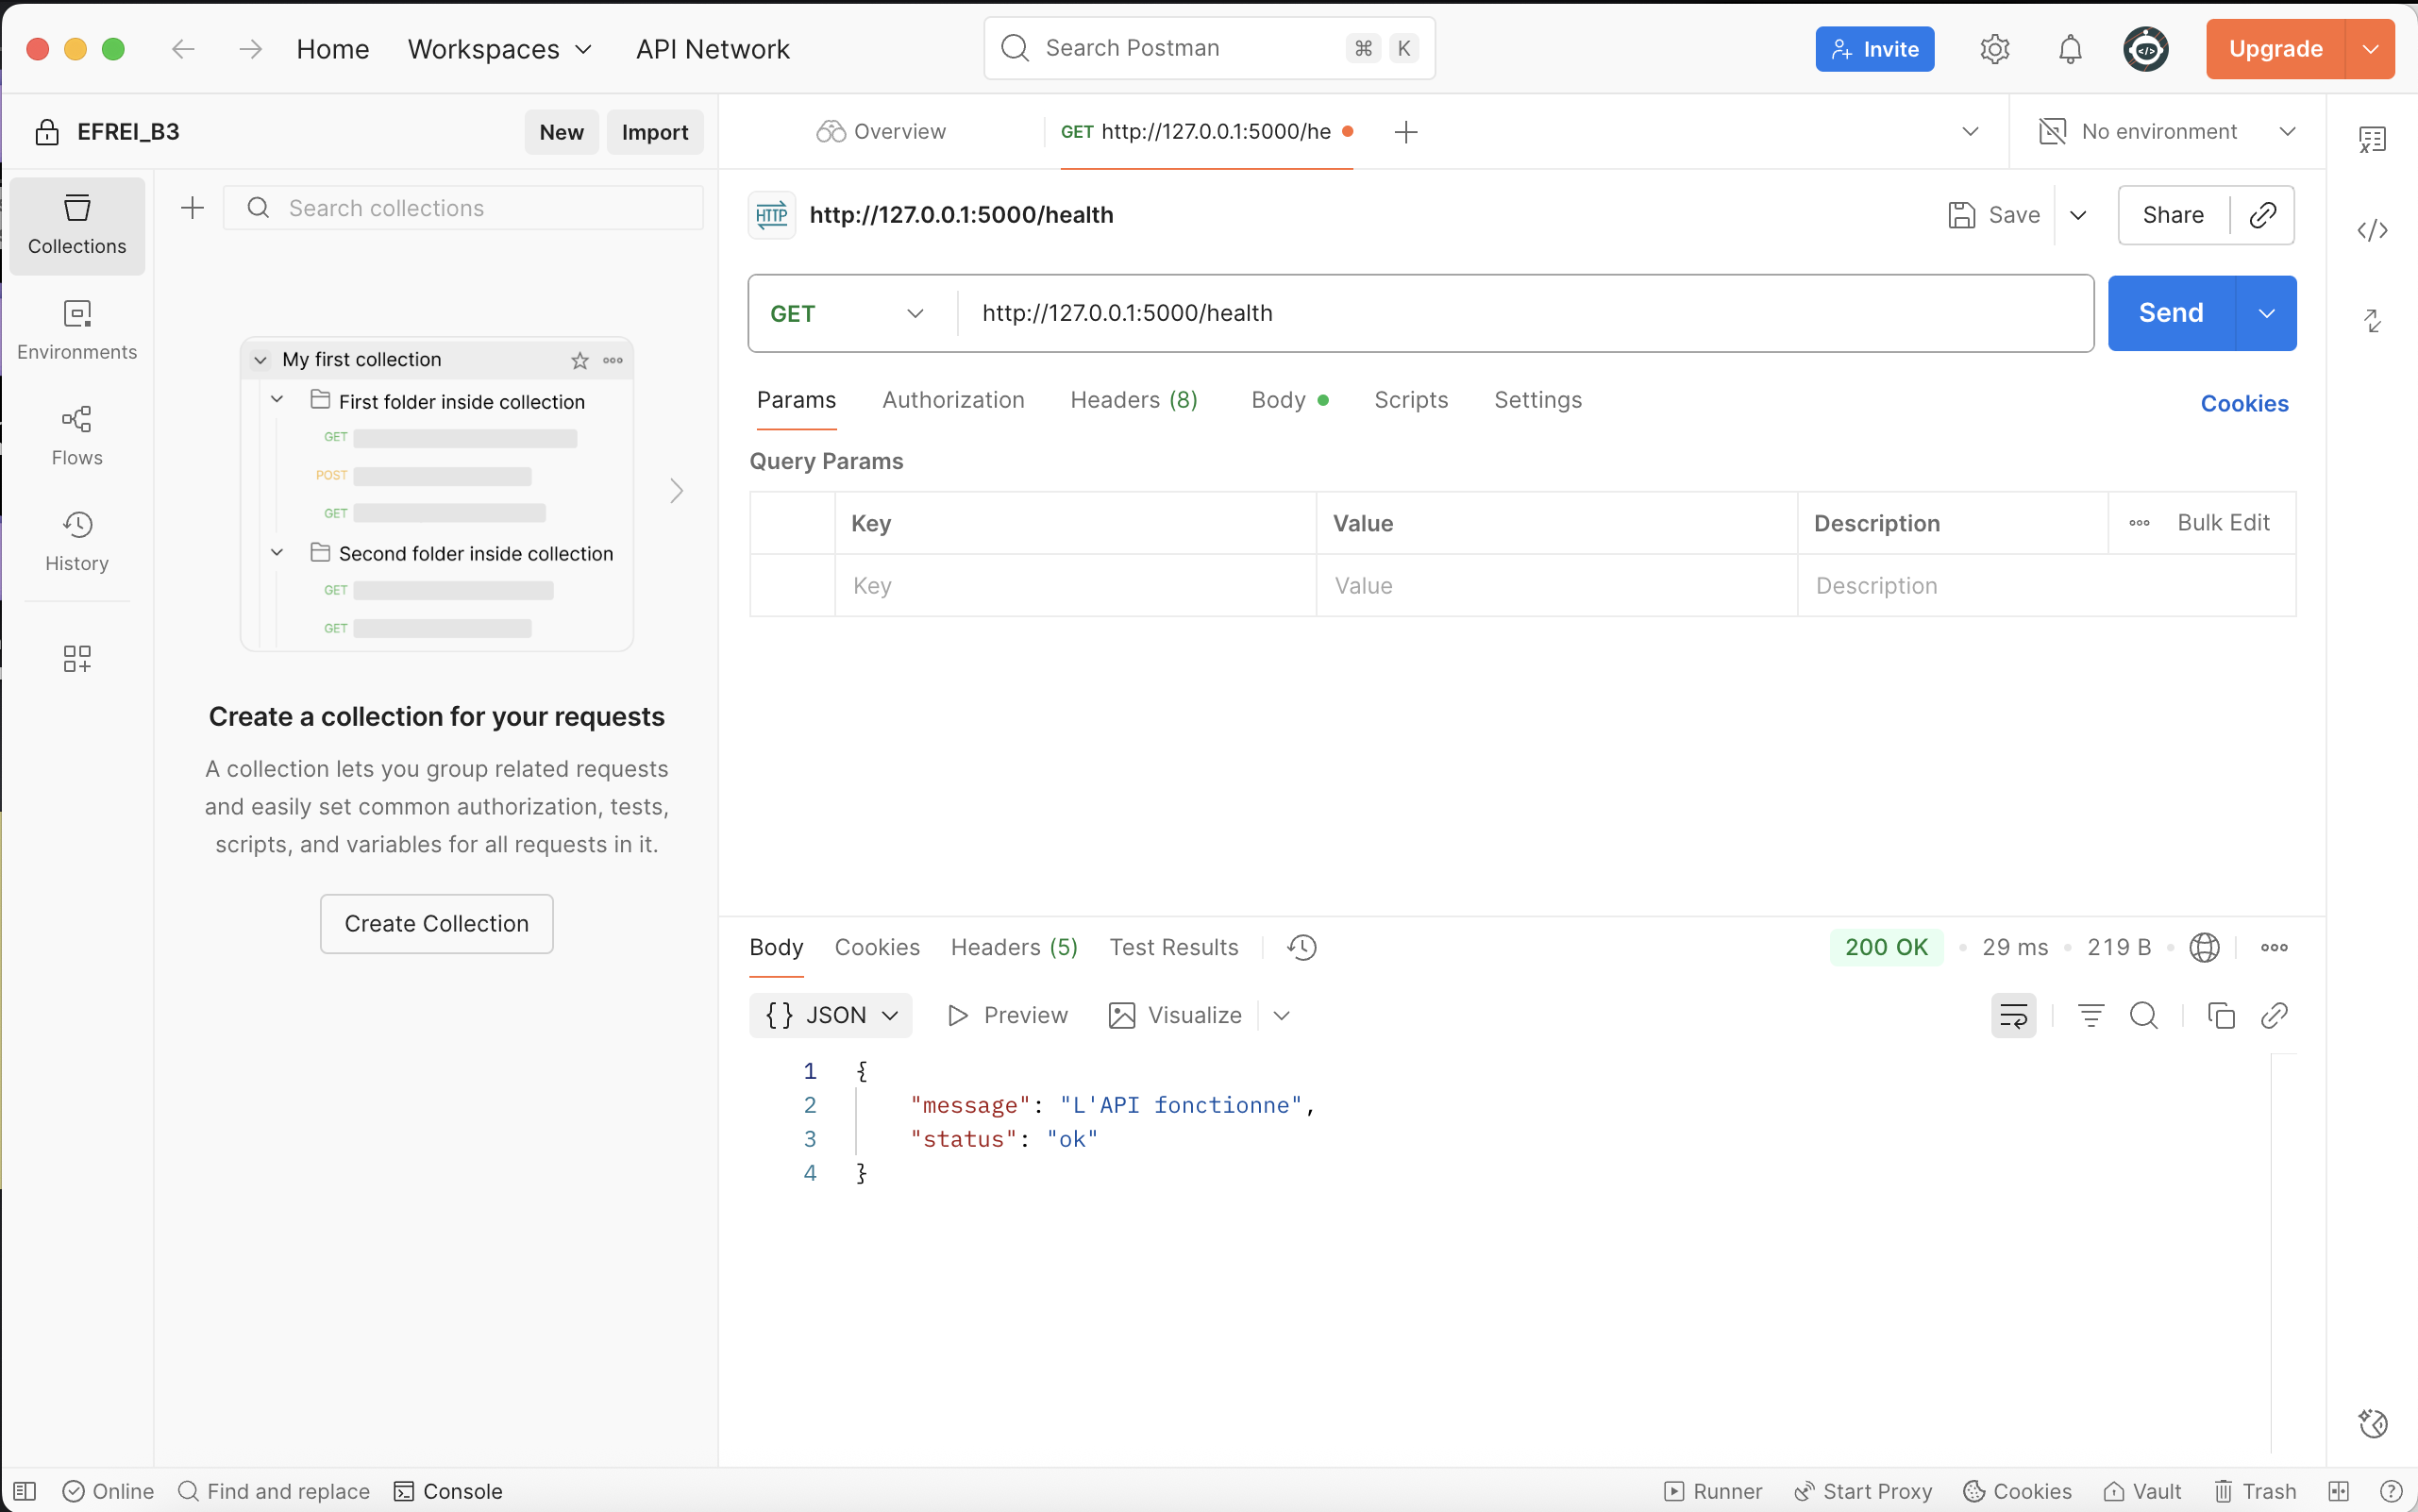 Home Workspaces API Network
Search Postman ⌘ K
Invite
Upgrade
EFREI_B3
New Import
Overview
GET http://127.0.0.1:5000/he
No environment
Collections
Environments
Flows
History
Search collections
My first collection
First folder inside collection
GET
POST
GET
Second folder inside collection
GET
GET
Create a collection for your requests
A collection lets you group related requests
and easily set common authorization, tests,
scripts, and variables for all requests in it.
Create Collection
HTTP http://127.0.0.1:5000/health
Save Share
GET http://127.0.0.1:5000/health
Send
Params Authorization Headers (8) Body Scripts Settings
Cookies
Query Params
Key Value Description Bulk Edit
Key Value Description
Body Cookies Headers (5) Test Results
200 OK 29 ms 219 B
{} JSON Preview Visualize
1 {
2 "message": "L'API fonctionne",
3 "status": "ok"
4 }
Online Find and replace Console
Runner Start Proxy Cookies Vault Trash